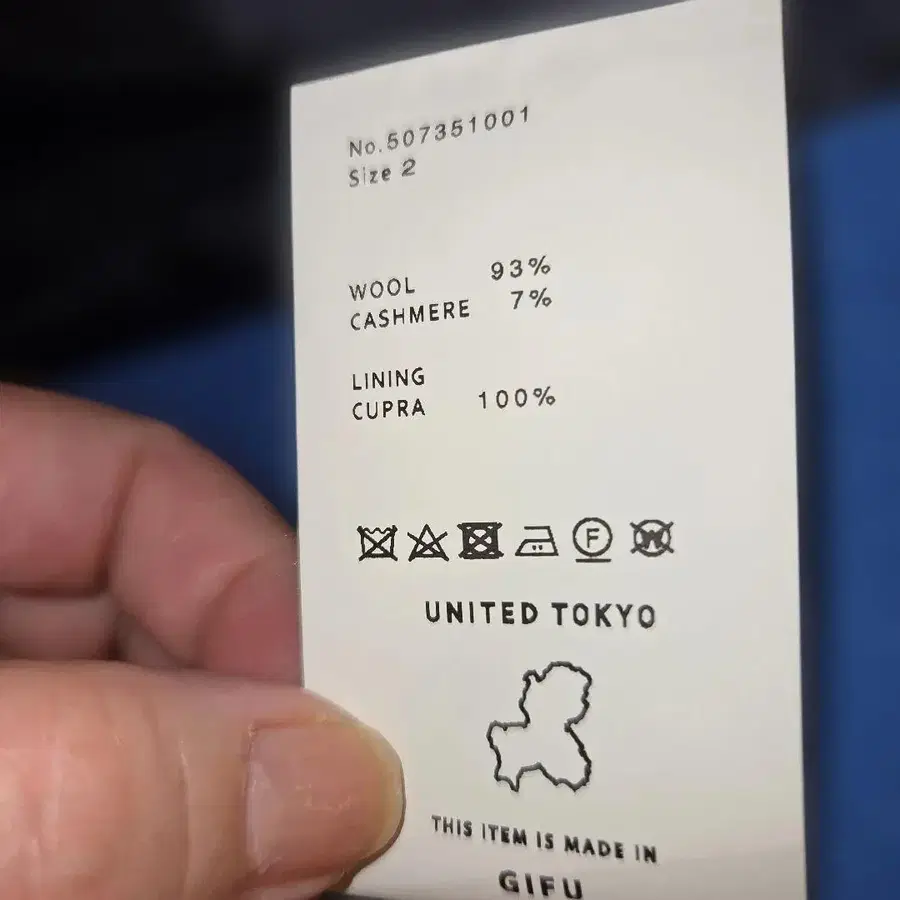 No.507351001
Size 2
WOOL 93%
CASHMERE 7%
LINING
CUPRA 100%
F W
UNITED TOKYO
THIS ITEM IS MADE IN
GIFU